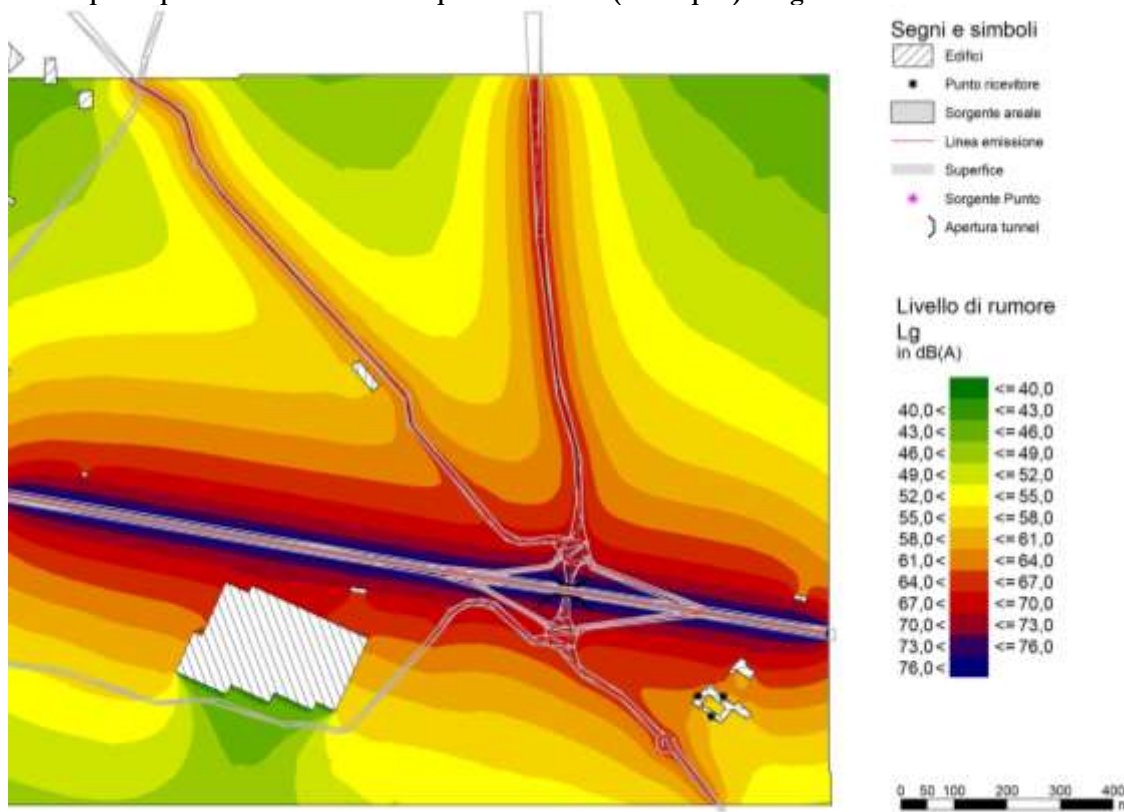 Segni e simboli
Edifici
Punto ricevitore
Sorgente areale
Linea emissione
Superfice
Sorgente Punto
Apertura tunnel
Livello di rumore
Lg
in dB(A)
<= 40,0
40,0 < <= 43,0
43,0 < <= 46,0
46,0 < <= 49,0
49,0 < <= 52,0
52,0 < <= 55,0
55,0 < <= 58,0
58,0 < <= 61,0
61,0 < <= 64,0
64,0 < <= 67,0
67,0 < <= 70,0
70,0 < <= 73,0
73,0 < <= 76,0
76,0 <
0 50 100 200 300 400